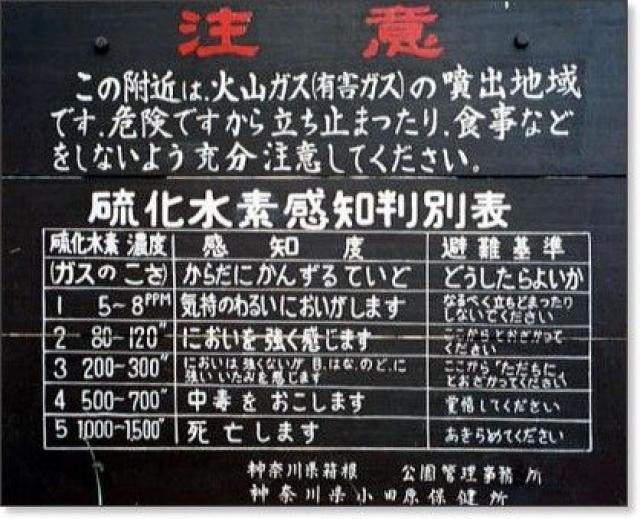 注意
この附近は、火山ガス(有害ガス)の噴出地域
です、危険ですから立ち止まったり、食事など
をしないよう充分注意してください。
硫化水素感知判別表
硫化水素 濃度 感知度 避難基準
(ガスのこさ) からだにかんずるていど どうしたらよいか
1 5~8PPM 気持のわるいにおいがします なるべく立ちどまったり
しないでください
2 80~120〃 においを強く感じます ここから とおざかって
ください
3 200~300〃 においは強くないが 目、はな、のど、に
強いいたみを感じます ここから"ただちに〟
とおざかってください
4 500~700〃 中毒をおこします 覚悟してください
5 1,000~1,500〃 死亡します あきらめてください
神奈川県箱根 公園管理事務所
神奈川県小田原保健所